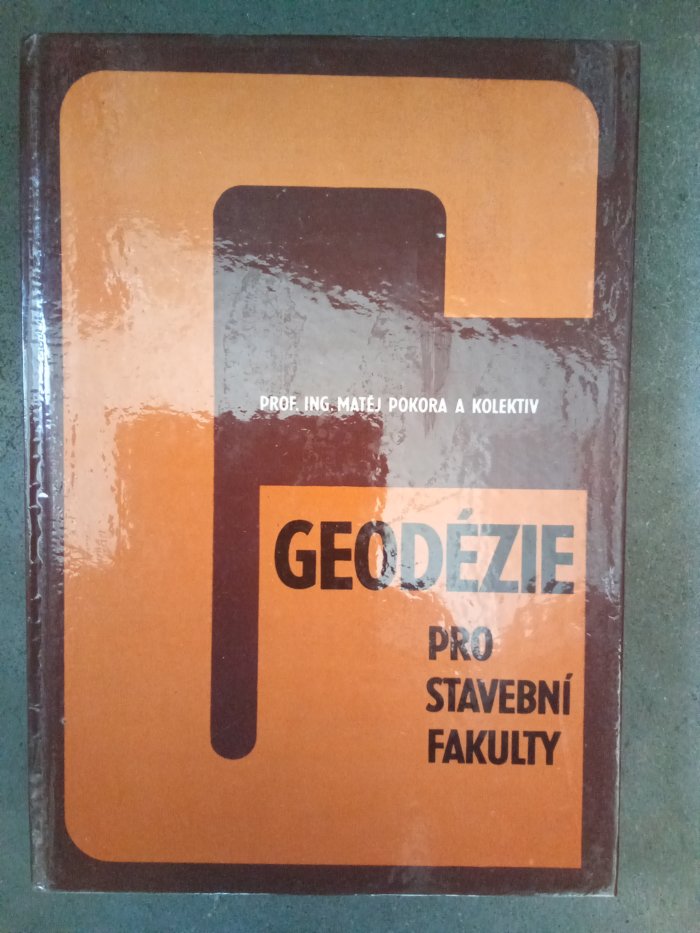 PROF. ING. MATĚJ POKORA A KOLEKTIV
GEODÉZIE
PRO
STAVEBNÍ
FAKULTY